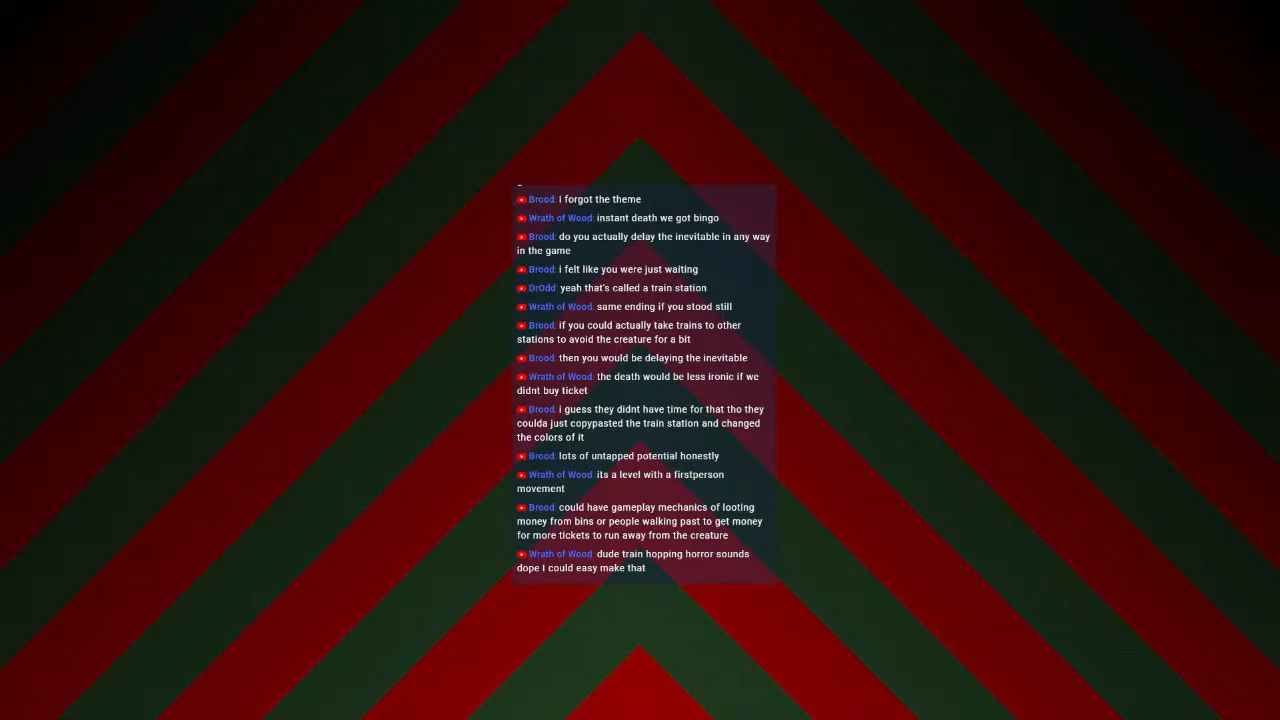 Brood: i forgot the theme
Wrath of Wood: instant death we got bingo
Brood: do you actually delay the inevitable in any way
in the game
Brood: i felt like you were just waiting
DrOdd: yeah that's called a train station
Wrath of Wood: same ending if you stood still
Brood: if you could actually take trains to other
stations to avoid the creature for a bit
Brood: then you would be delaying the inevitable
Wrath of Wood: the death would be less ironic if we
didnt buy ticket
Brood: i guess they didnt have time for that tho they
coulda just copypasted the train station and changed
the colors of it
Brood: lots of untapped potential honestly
Wrath of Wood: its a level with a firstperson
movement
Brood: could have gameplay mechanics of looting
money from bins or people walking past to get money
for more tickets to run away from the creature
Wrath of Wood: dude train hopping horror sounds
dope I could easy make that